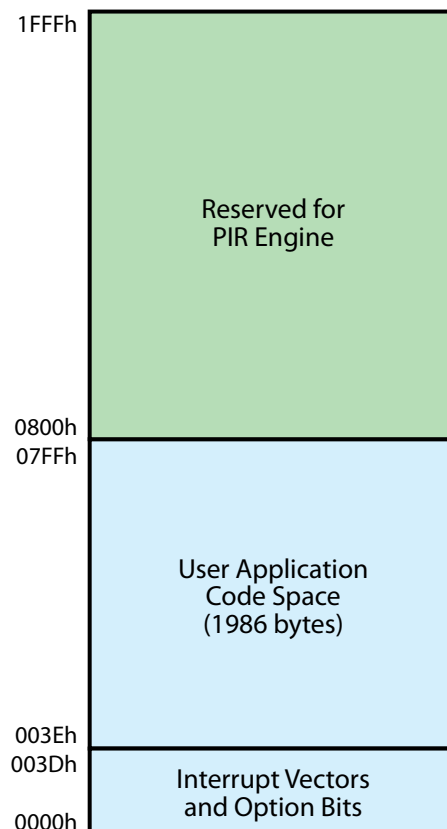 1FFFh
Reserved for
PIR Engine
0800h
07FFh
User Application
Code Space
(1986 bytes)
003Eh
003Dh
Interrupt Vectors
and Option Bits
0000h